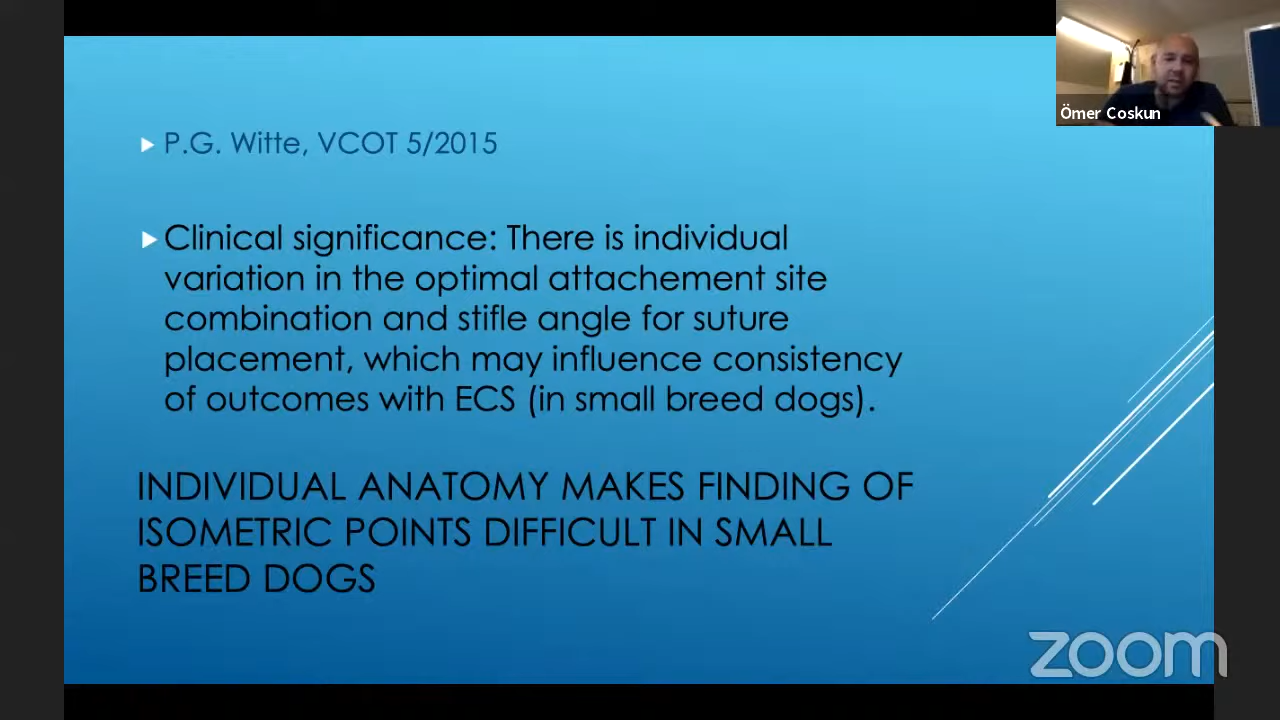 Ömer Coskun
P.G. Witte, VCOT 5/2015
Clinical significance: There is individual
variation in the optimal attachement site
combination and stifle angle for suture
placement, which may influence consistency
of outcomes with ECS (in small breed dogs).
INDIVIDUAL ANATOMY MAKES FINDING OF
ISOMETRIC POINTS DIFFICULT IN SMALL
BREED DOGS
zoom